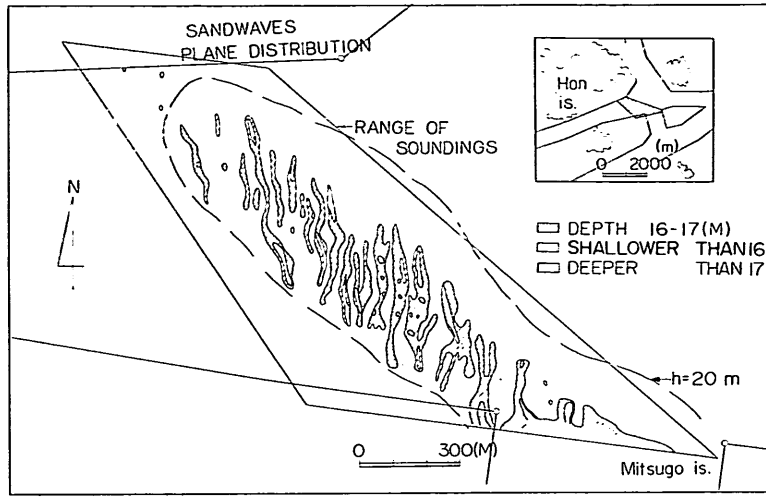 SANDWAVES
PLANE DISTRIBUTION
RANGE OF
SOUNDINGS
Hon
is.
(m)
0 2000
N
DEPTH 16-17(M)
SHALLOWER THAN16
DEEPER THAN 17
h=20 m
0 300(M)
Mitsugo is.